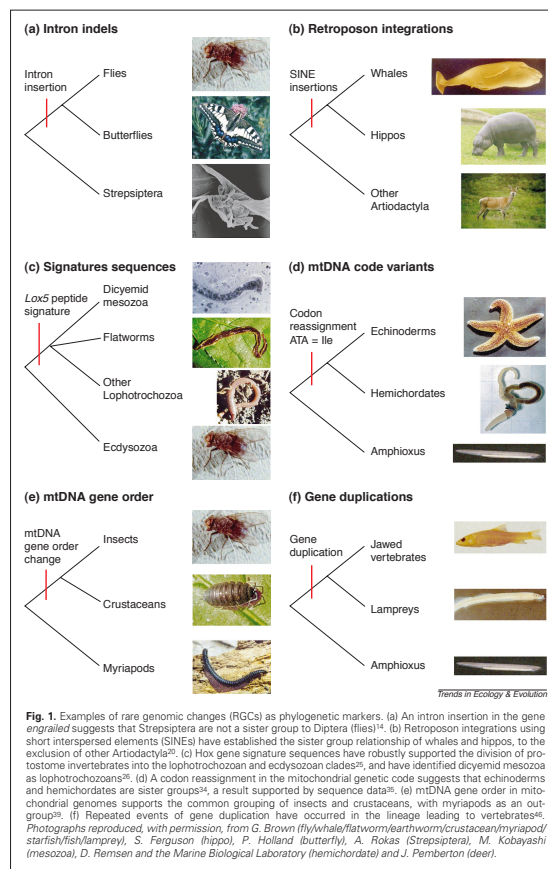 (a) Intron indels
Intron
insertion
Flies
Butflies
Strepsiptera
(b) Retroposon integrations
SINE
insertions
Whales
Hippos
Other
Artiodactyla
(c) Signatures sequences
Lox5 peptide
signature
Dicyemid
mesozoa
Flatworms
Other
Lophotrochozoa
Ecdysozoa
(d) mtDNA code variants
Codon
reassignment
ATA = Ile
Echinoderms
Hemichordates
Amphioxus
(e) mtDNA gene order
mtDNA
gene order
change
Insects
Crustaceans
Myriapods
(f) Gene duplications
Gene
duplication
Jawed
vertebrates
Lampreys
Amphioxus
Trends in Ecology & Evolution
Fig. 1. Examples of rare genomic changes (RGCs) as phylogenetic markers. (a) An intron insertion in the gene
engrailed suggests that Strepsiptera are not a sister group to Diptera (flies)14. (b) Retroposon integrations using
short interspersed elements (SINEs) have established the sister group relationship of whales and hippos, to the
exclusion of other Artiodactyla20. (c) Hox gene signature sequences have robustly supported the division of pro-
tostome invertebrates into the lophotrochozoan and ecdysozoan clades25, and have identified dicyemid mesozoa
as lophotrochozoans26. (d) A codon reassignment in the mitochondrial genetic code suggests that echinoderms
and hemichordates are sister groups34, a result supported by sequence data35. (e) mtDNA gene order in mito-
chondrial genomes supports the common grouping of insects and crustaceans, with myriapods as an out-
group39. (f) Repeated events of gene duplication have occurred in the lineage leading to vertebrates46.
Photographs reproduced, with permission, from G. Brown (fly/whale/flatworm/earthworm/crustacean/myriapod/
starfish/fish/lamprey), S. Ferguson (hippo), P. Holland (butterfly), A. Rokas (Strepsiptera), M. Kobayashi
(mesozoa), D. Remsen and the Marine Biological Laboratory (hemichordate) and J. Pemberton (deer).